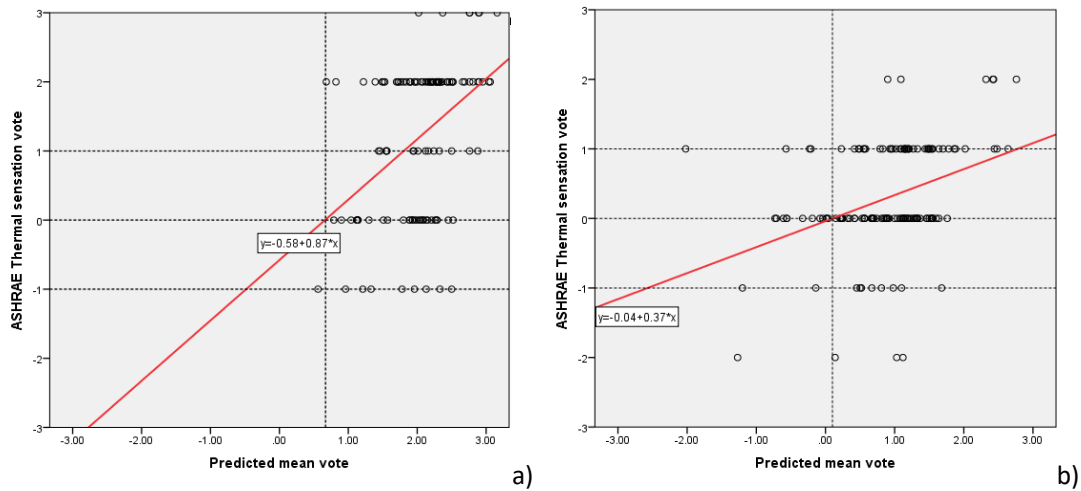 ASHRAE Thermal sensation vote
3
2
1
0
-1
-2
-3
y=-0.58+0.87*x
-3.00 -2.00 -1.00 .00 1.00 2.00 3.00
Predicted mean vote
a)
ASHRAE Thermal sensation vote
3
2
1
0
-1
-2
-3
y=-0.04+0.37*x
-3.00 -2.00 -1.00 .00 1.00 2.00 3.00
Predicted mean vote
b)